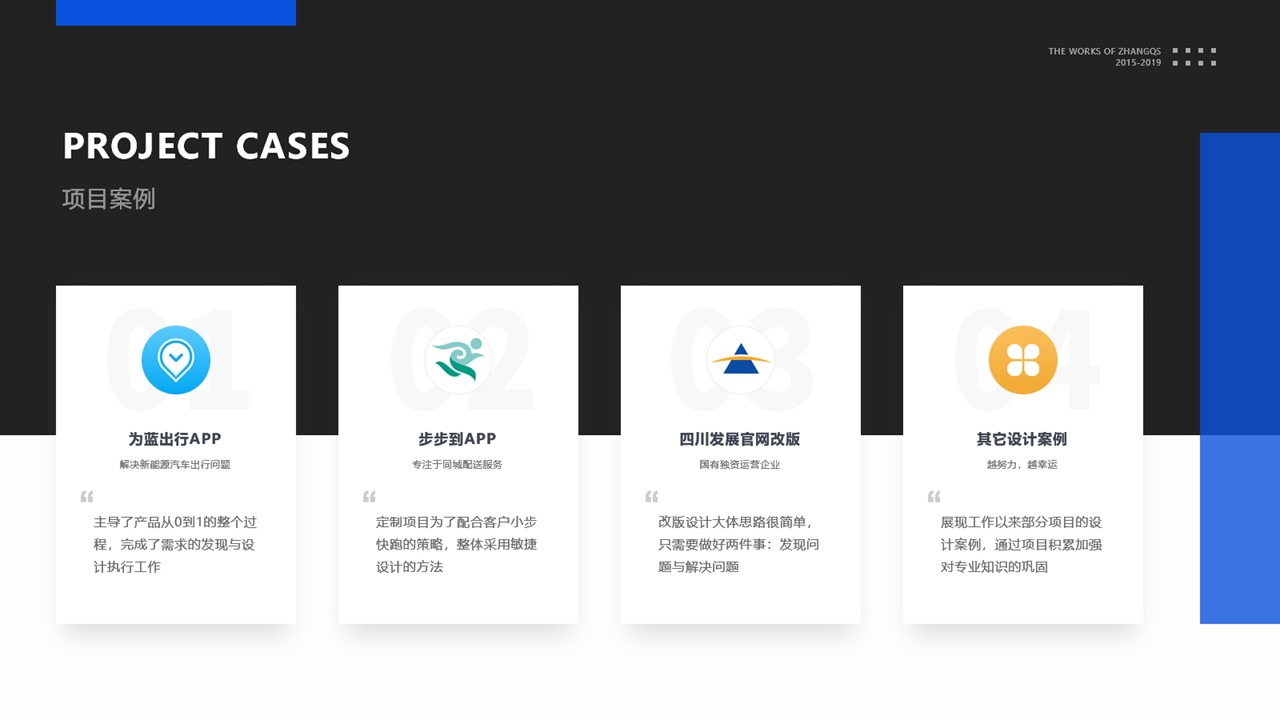 THE WORKS OF ZHANGQS
2015-2019
PROJECT CASES
项目案例
01
为蓝出行APP
解决新能源汽车出行问题
“
主导了产品从0到1的整个过
程，完成了需求的发现与设
计执行工作
02
步步到APP
专注于同城配送服务
“
定制项目为了配合客户小步
快跑的策略，整体采用敏捷
设计的方法
03
四川发展官网改版
国有独资运营企业
“
改版设计大体思路很简单，
只需要做好两件事：发现问
题与解决问题
04
其它设计案例
越努力，越幸运
“
展现工作以来部分项目的设
计案例，通过项目积累加强
对专业知识的巩固